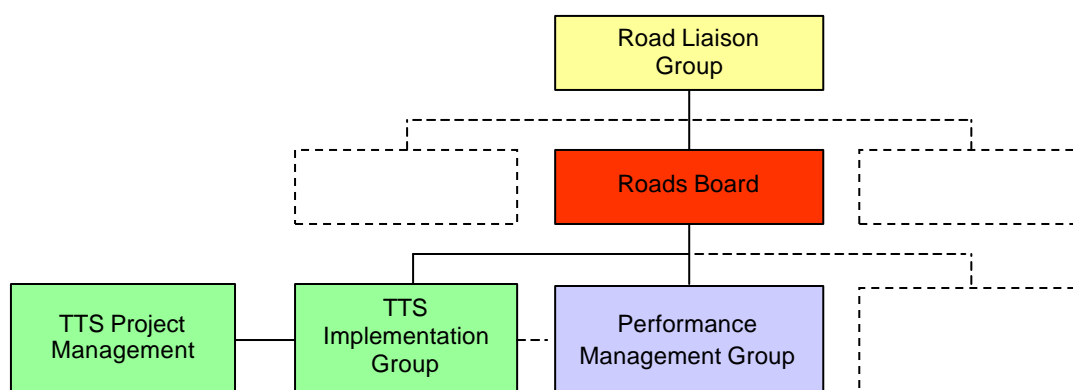 Road Liaison
Group
Roads Board
TTS Project
Management
TTS
Implementation
Group
Performance
Management Group